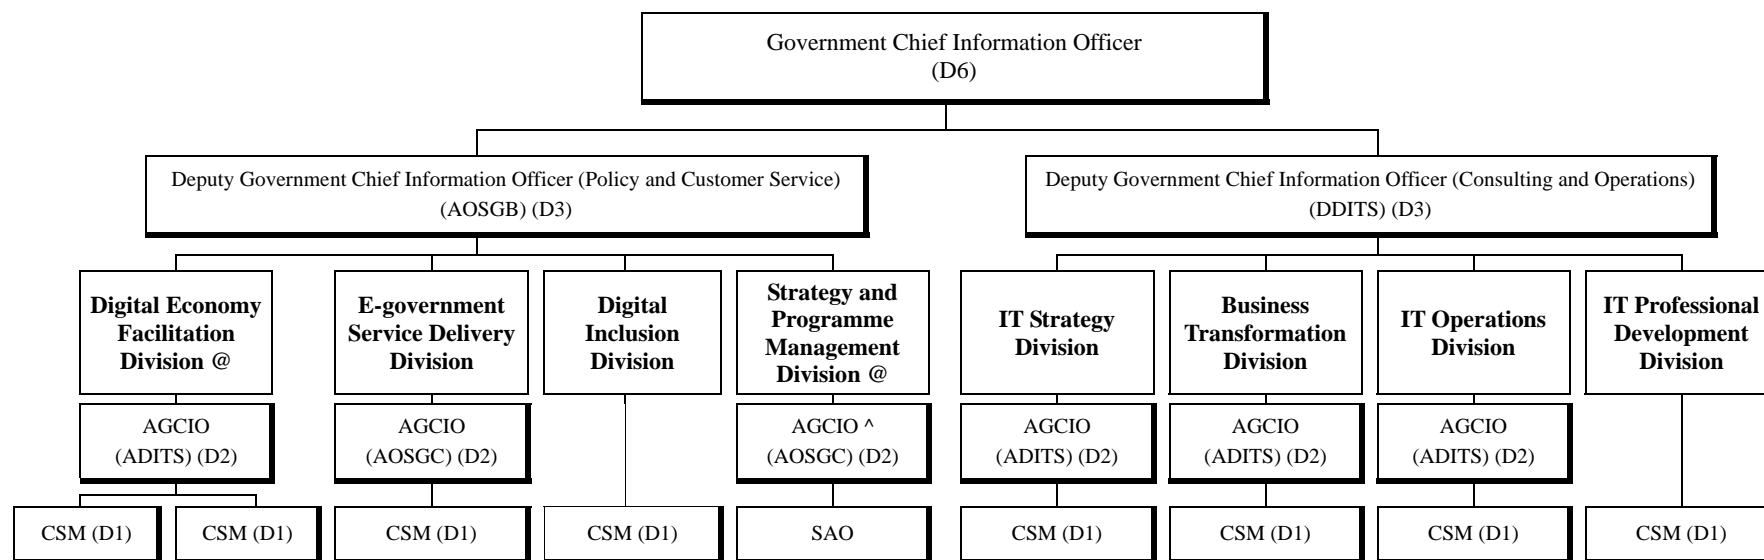 Government Chief Information Officer
(D6)
Deputy Government Chief Information Officer (Policy and Customer Service)
(AOSGB) (D3)
Deputy Government Chief Information Officer (Consulting and Operations)
(DDITS) (D3)
Digital Economy
Facilitation
Division @
E-government
Service Delivery
Division
Digital
Inclusion
Division
Strategy and
Programme
Management
Division @
IT Strategy
Division
Business
Transformation
Division
IT Operations
Division
IT Professional
Development
Division
AGCIO
(ADITS) (D2)
AGCIO
(AOSGC) (D2)
AGCIO ^
(AOSGC) (D2)
AGCIO
(ADITS) (D2)
AGCIO
(ADITS) (D2)
AGCIO
(ADITS) (D2)
CSM (D1)
CSM (D1)
CSM (D1)
CSM (D1)
SAO
CSM (D1)
CSM (D1)
CSM (D1)
CSM (D1)